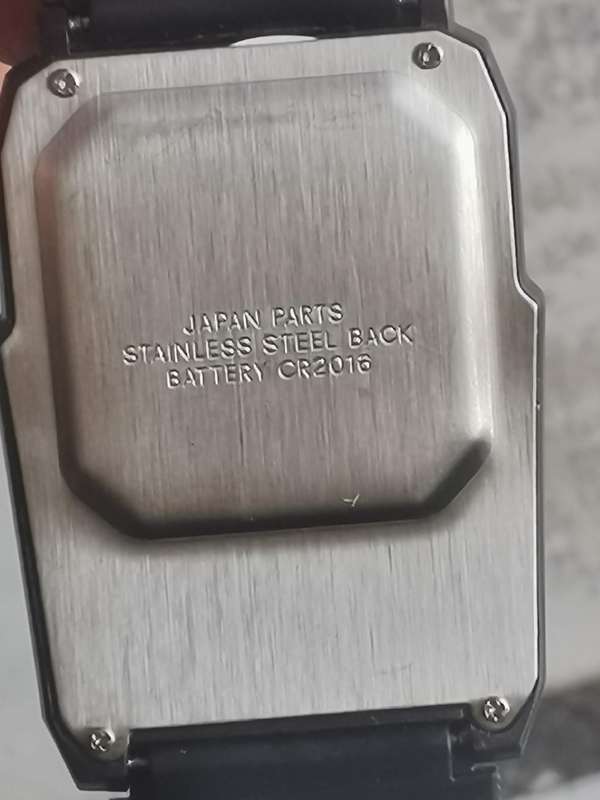 JAPAN PARTS
STAINLESS STEEL BACK
BATTERY CR2016